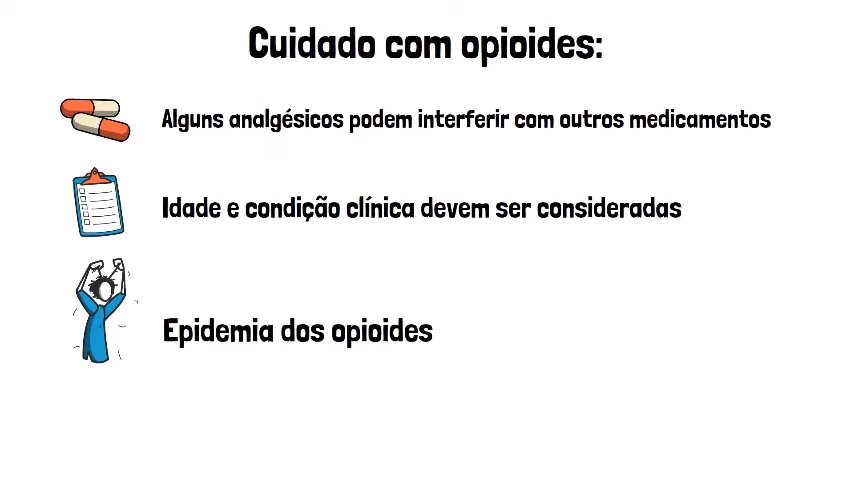 Cuidado com opioides:
Alguns analgésicos podem interferir com outros medicamentos
Idade e condição clínica devem ser consideradas
Epidemia dos opioides